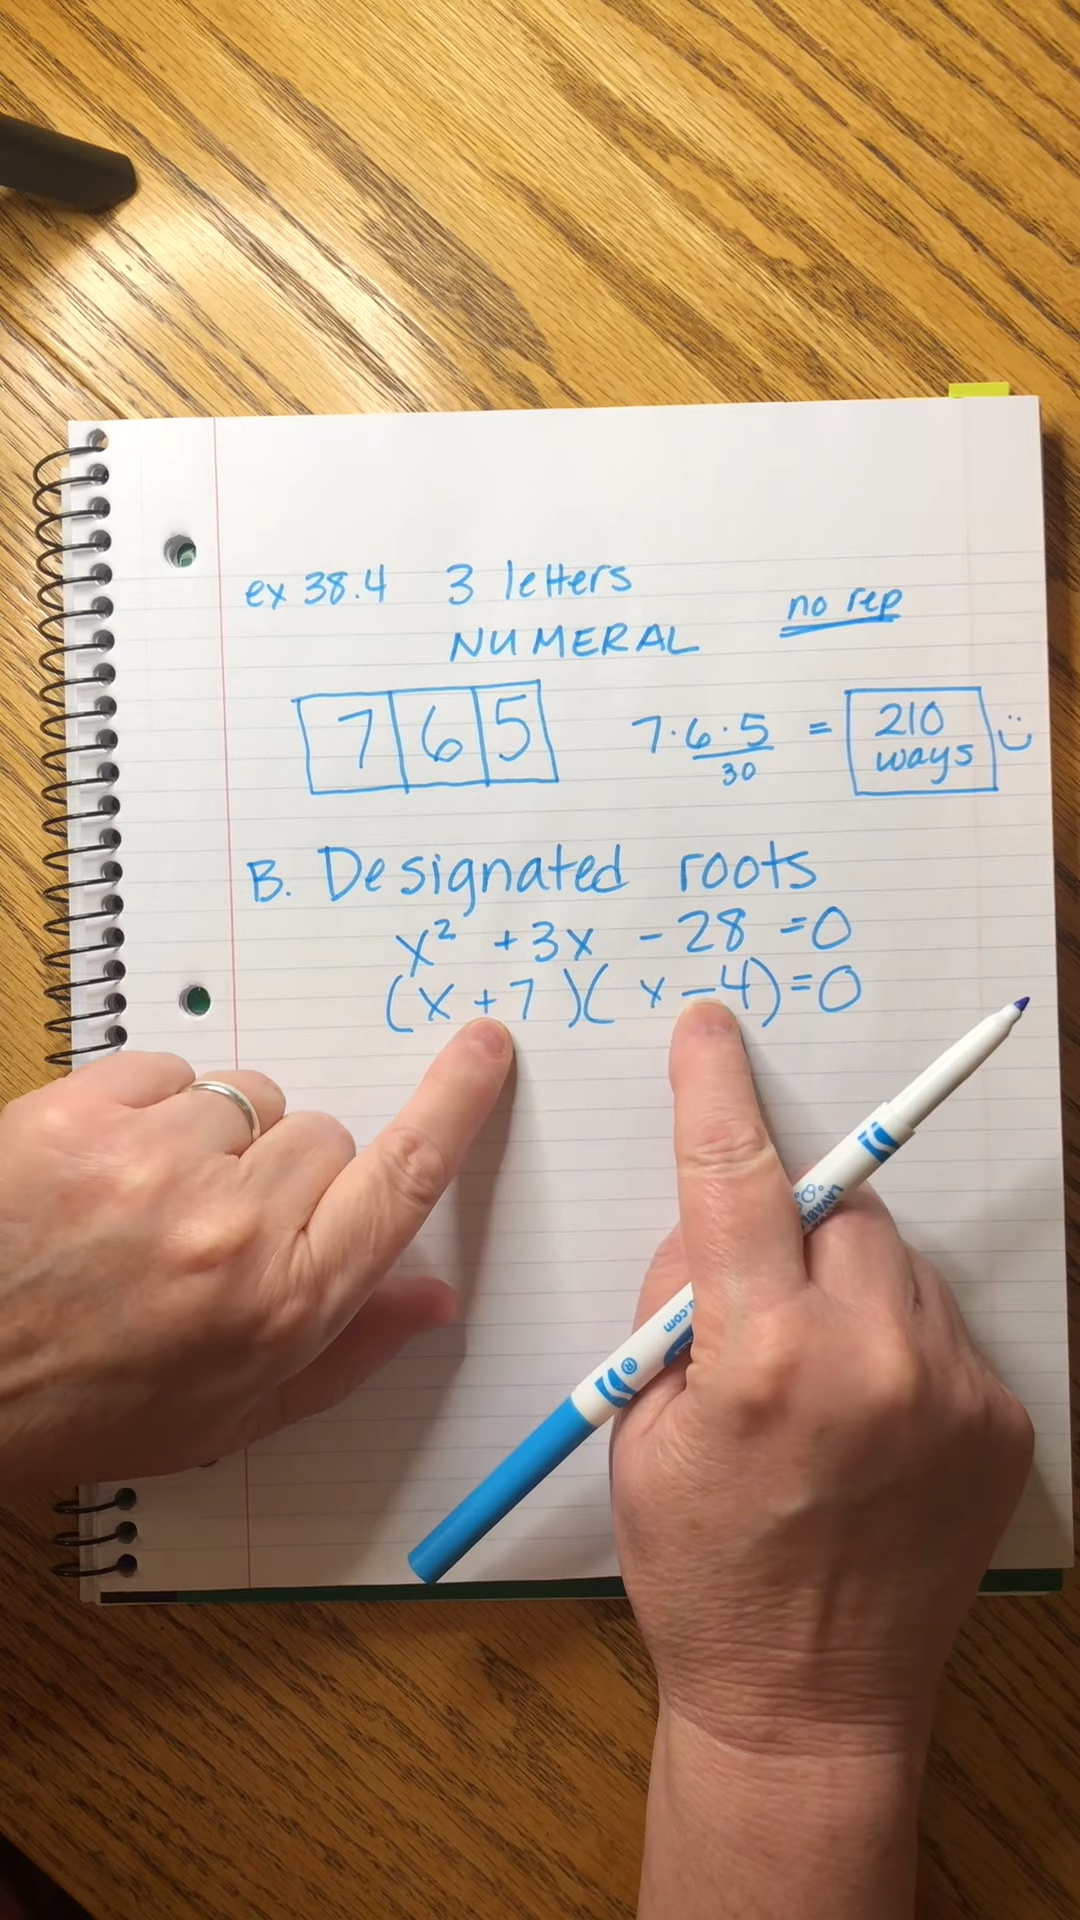 ex 38.4 3 letters
no rep
NUMERAL
7 6 5 7·6·5 = 210
30 ways
B. Designated roots
x² +3x -28 =0
(x+7)(x-4)=0
.com
®